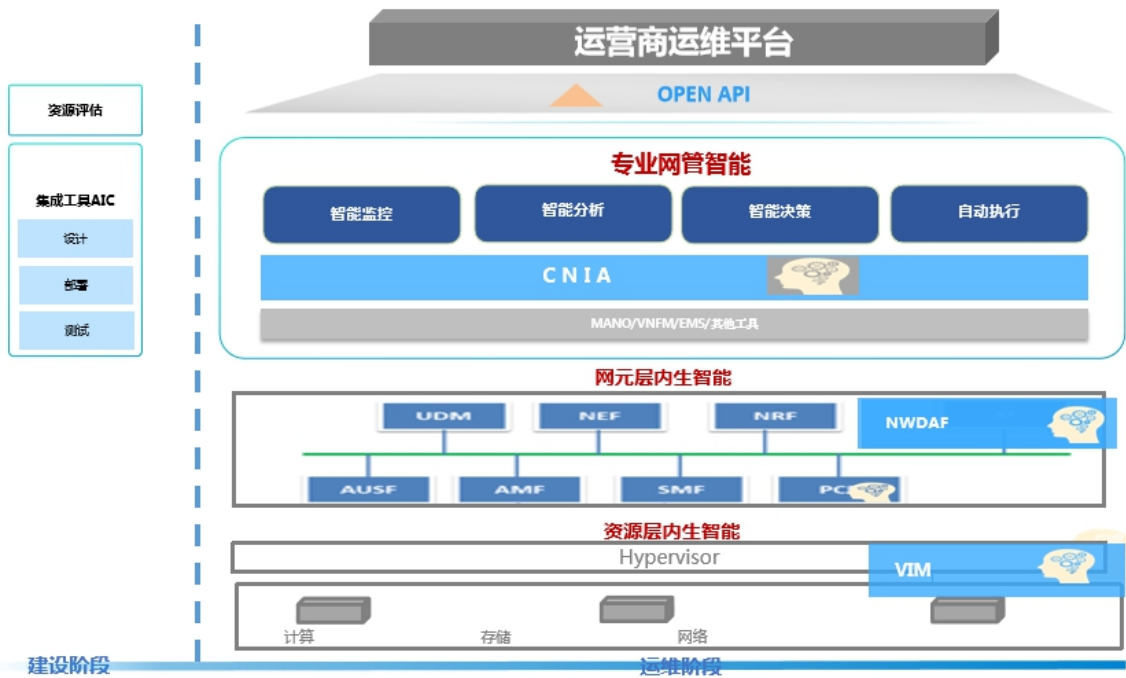 运营商运维平台
OPEN API
资源评估
集成工具AIC
设计
部署
测试
专业网管智能
智能监控
智能分析
智能决策
自动执行
CNIA
MANO/VNFM/EMS/其他工具
网元层内生智能
UDM
NEF
NRF
NWDAF
AUSF
AMF
SMF
PC
资源层内生智能
Hypervisor
VIM
计算
存储
网络
建设阶段
运维阶段